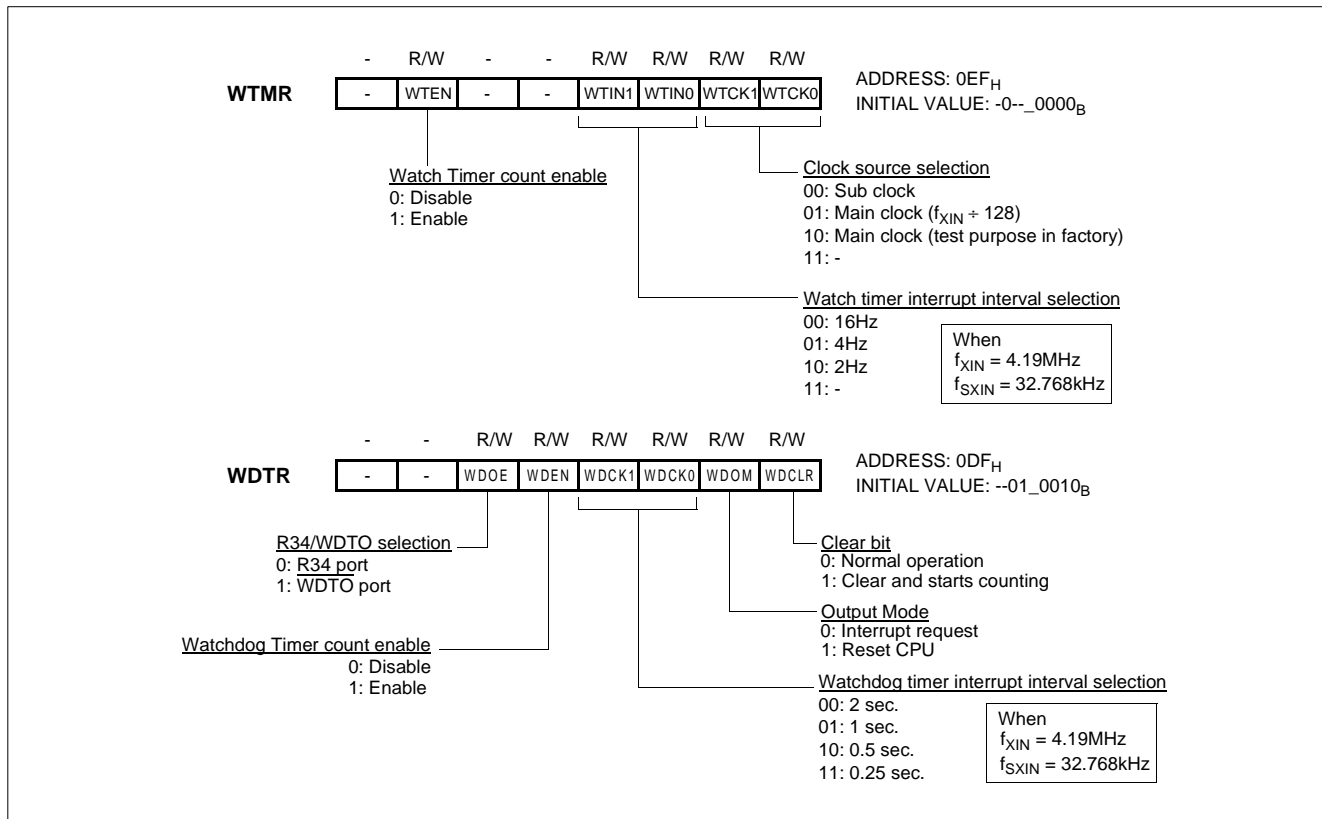 - R/W - - R/W R/W R/W R/W
WTMR - WTEN - - WTIN1 WTIN0 WTCK1 WTCK0
ADDRESS: 0EFH
INITIAL VALUE: -0--_0000B
Watch Timer count enable
0: Disable
1: Enable
Clock source selection
00: Sub clock
01: Main clock (fXIN ÷ 128)
10: Main clock (test purpose in factory)
11: -
Watch timer interrupt interval selection
00: 16Hz
01: 4Hz
10: 2Hz
11: -
When
fXIN = 4.19MHz
fSXIN = 32.768kHz
- - R/W R/W R/W R/W R/W R/W
WDTR - - WDOE WDEN WDCK1 WDCK0 WDOM WDCLR
ADDRESS: 0DFH
INITIAL VALUE: --01_0010B
R34/WDTO selection
0: R34 port
1: WDTO port
Clear bit
0: Normal operation
1: Clear and starts counting
Output Mode
0: Interrupt request
1: Reset CPU
Watchdog Timer count enable
0: Disable
1: Enable
Watchdog timer interrupt interval selection
00: 2 sec.
01: 1 sec.
10: 0.5 sec.
11: 0.25 sec.
When
fXIN = 4.19MHz
fSXIN = 32.768kHz